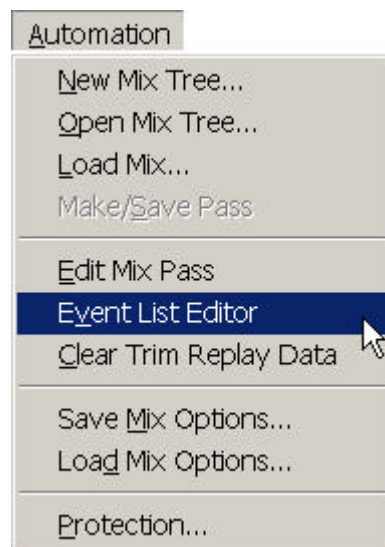 Automation
New Mix Tree...
Open Mix Tree...
Load Mix...
Make/Save Pass
Edit Mix Pass
Event List Editor
Clear Trim Replay Data
Save Mix Options...
Load Mix Options...
Protection...